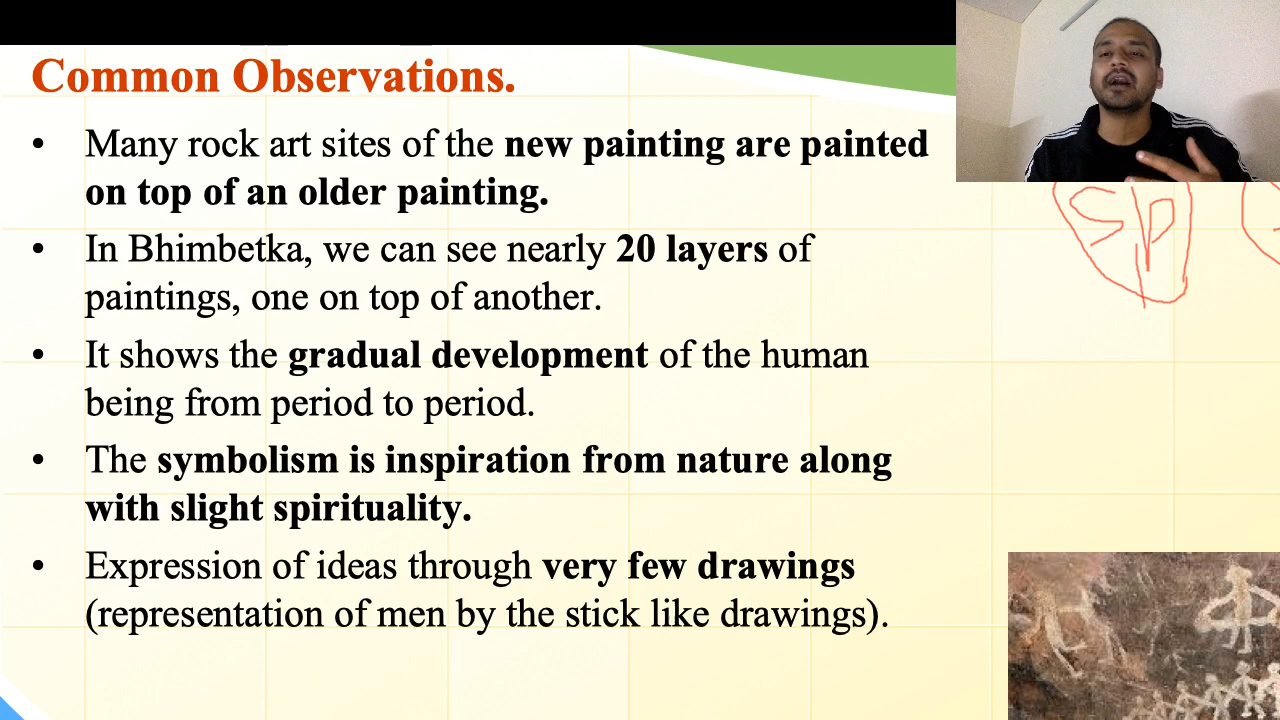 Common Observations.
• Many rock art sites of the new painting are painted
on top of an older painting.
• In Bhimbetka, we can see nearly 20 layers of
paintings, one on top of another.
• It shows the gradual development of the human
being from period to period.
• The symbolism is inspiration from nature along
with slight spirituality.
• Expression of ideas through very few drawings
(representation of men by the stick like drawings).